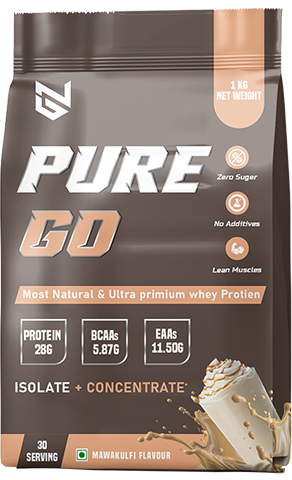 1 KG
NET WEIGHT
PURE
GO
Zero Suger
No Additives
Lean Muscles
Most Natural & Ultra primium whey Protien
PROTEIN
28G
BCAAs
5.87G
EAAs
11.50G
ISOLATE + CONCENTRATE*
30
SERVING
MAWAKULFI FLAVOUR